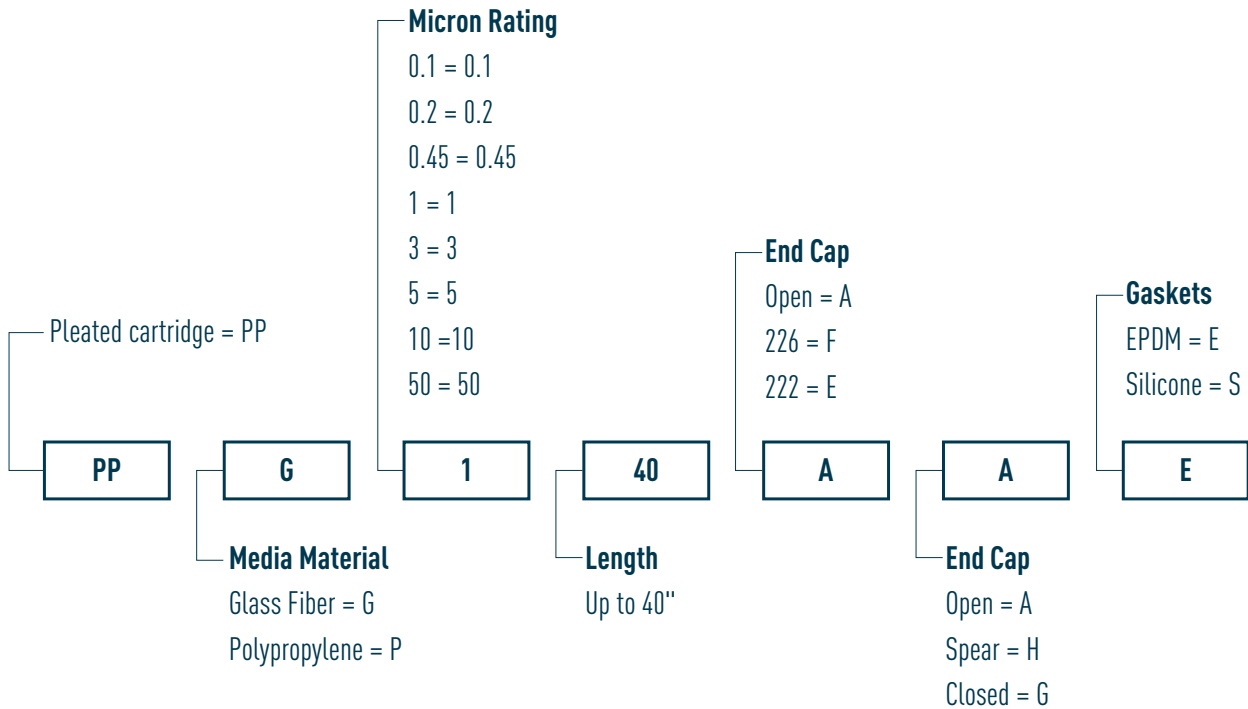 Micron Rating
0.1 = 0.1
0.2 = 0.2
0.45 = 0.45
1 = 1
3 = 3
5 = 5
10 =10
50 = 50
End Cap
Open = A
226 = F
222 = E
Gaskets
EPDM = E
Silicone = S
Pleated cartridge = PP
PP G 1 40 A A E
Media Material
Glass Fiber = G
Polypropylene = P
Length
Up to 40"
End Cap
Open = A
Spear = H
Closed = G